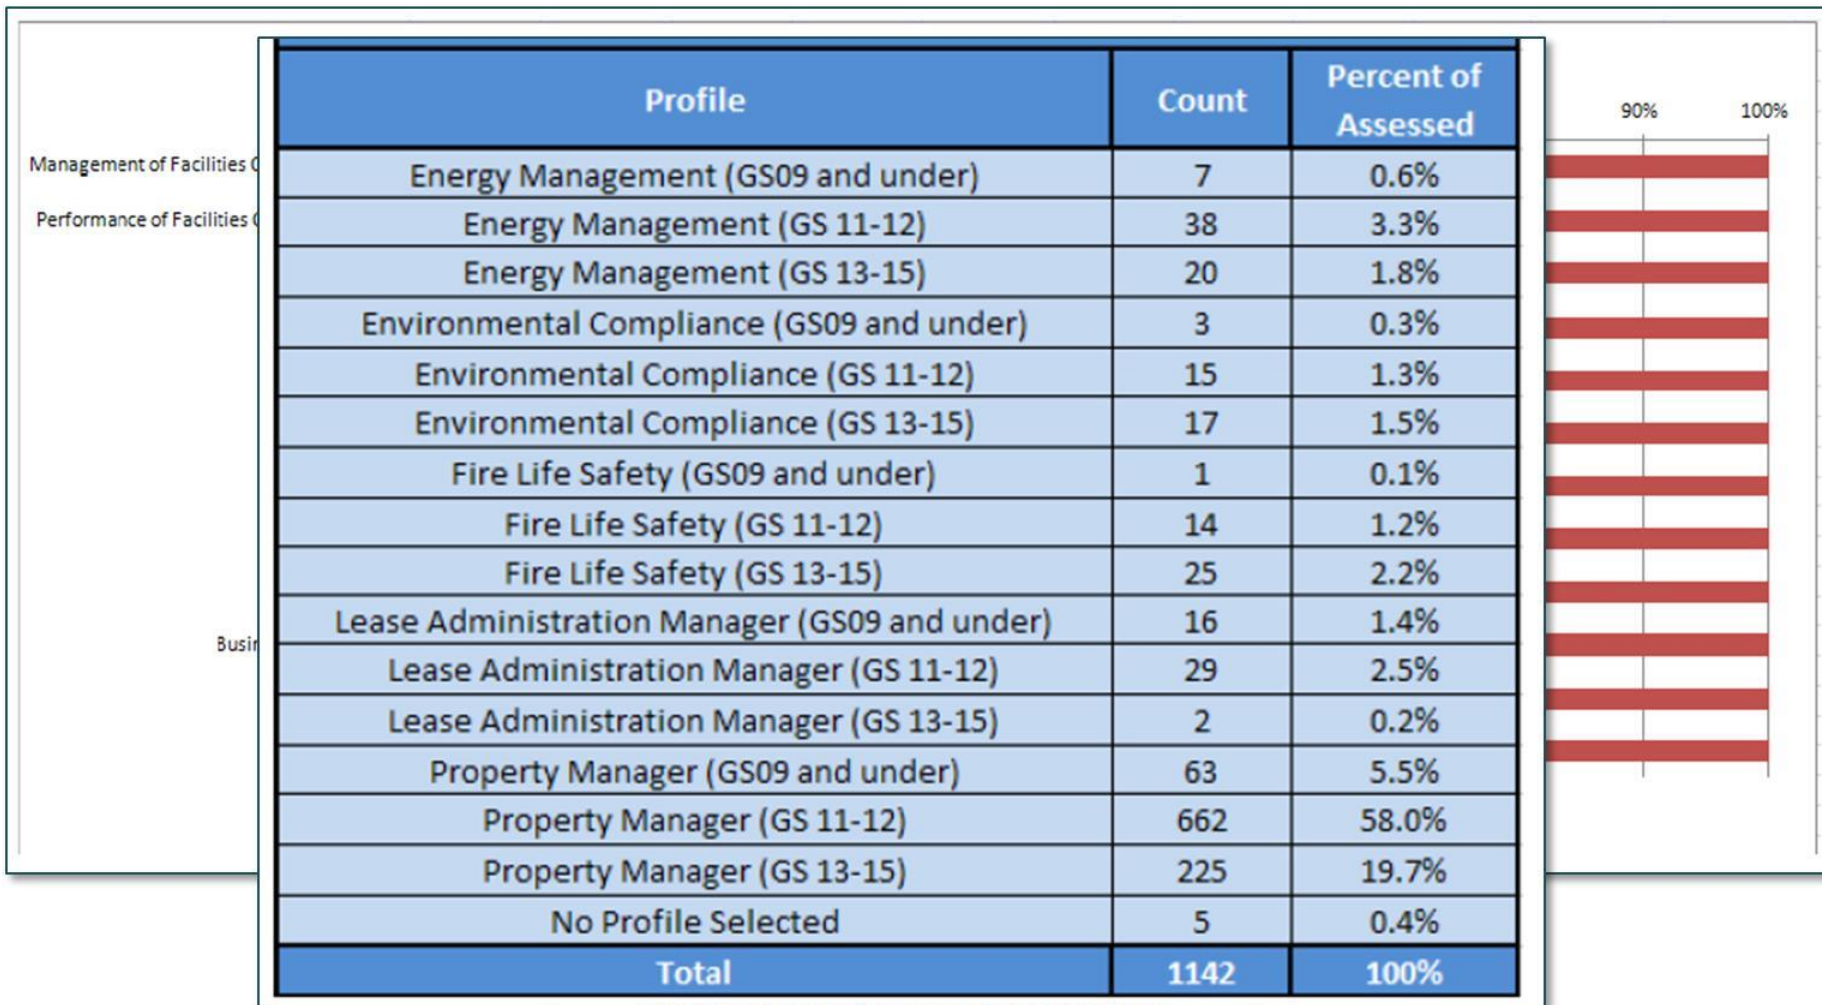 90% 100%
Management of Facilities
Performance of Facilities
Profile Count Percent of Assessed
Energy Management (GS09 and under) 7 0.6%
Energy Management (GS 11-12) 38 3.3%
Energy Management (GS 13-15) 20 1.8%
Environmental Compliance (GS09 and under) 3 0.3%
Environmental Compliance (GS 11-12) 15 1.3%
Environmental Compliance (GS 13-15) 17 1.5%
Fire Life Safety (GS09 and under) 1 0.1%
Fire Life Safety (GS 11-12) 14 1.2%
Fire Life Safety (GS 13-15) 25 2.2%
Lease Administration Manager (GS09 and under) 16 1.4%
Lease Administration Manager (GS 11-12) 29 2.5%
Lease Administration Manager (GS 13-15) 2 0.2%
Property Manager (GS09 and under) 63 5.5%
Property Manager (GS 11-12) 662 58.0%
Property Manager (GS 13-15) 225 19.7%
No Profile Selected 5 0.4%
Total 1142 100%